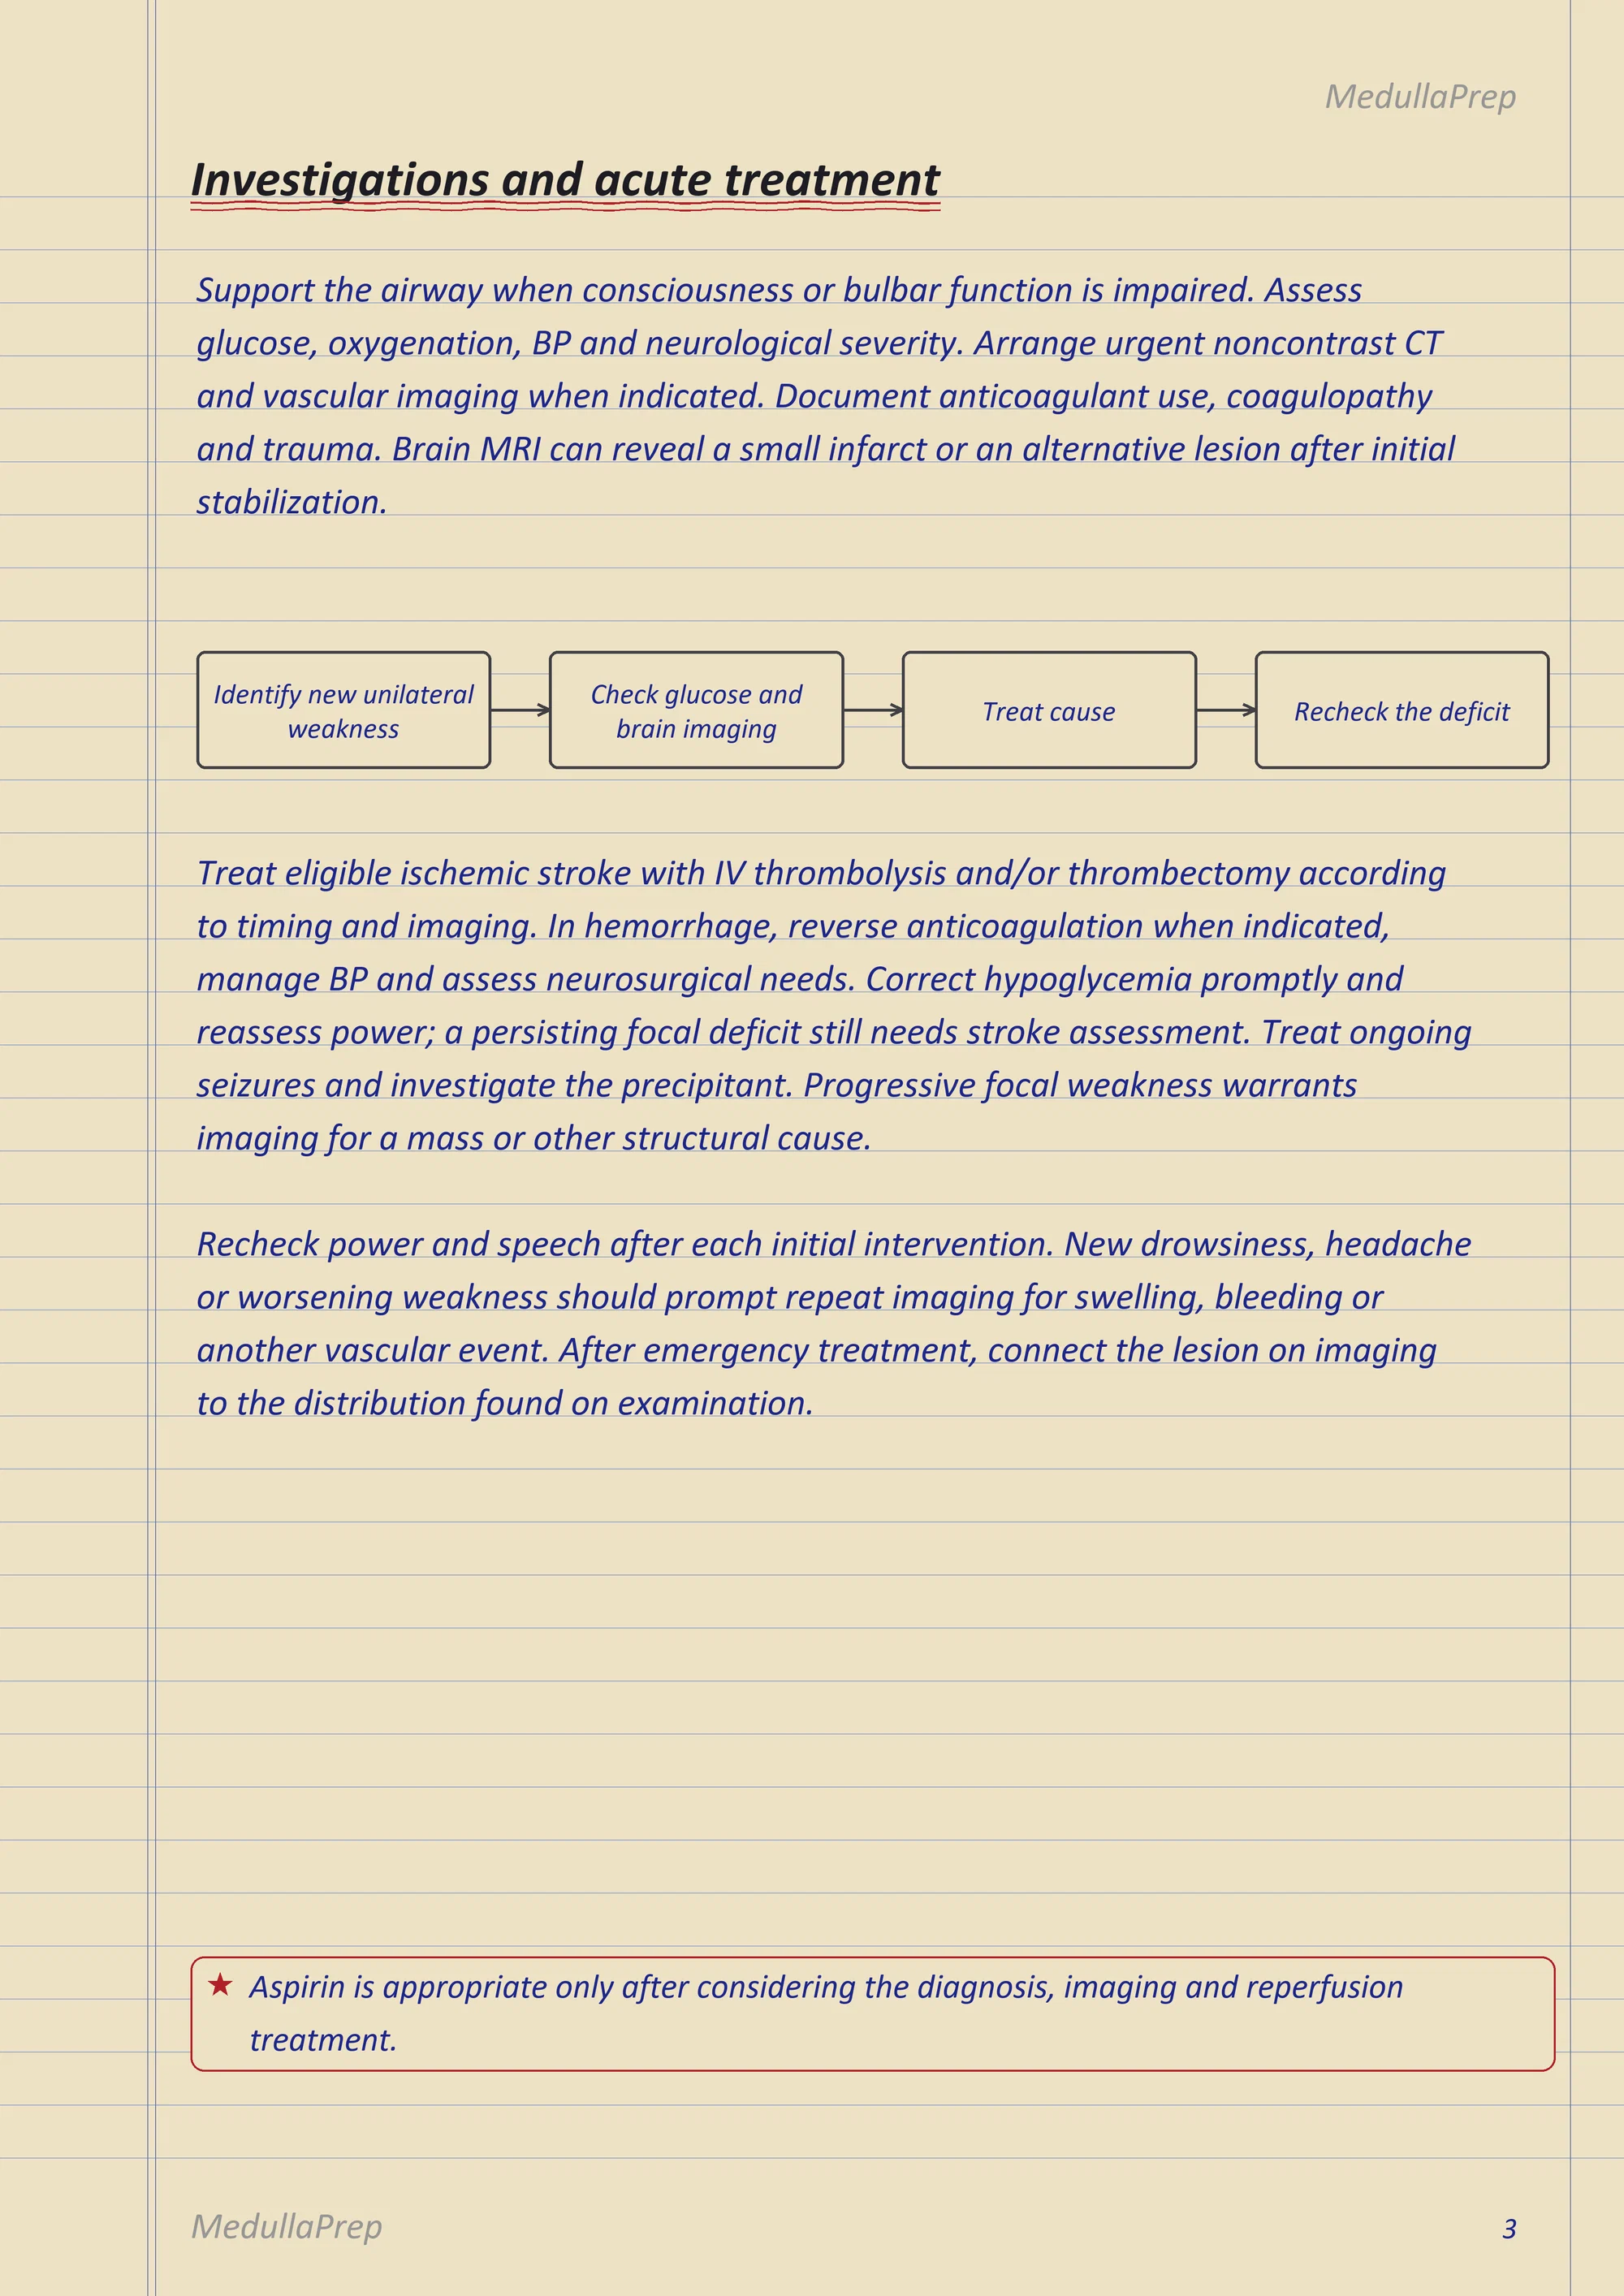 MedullaPrep
Investigations and acute treatment
Support the airway when consciousness or bulbar function is impaired. Assess
glucose, oxygenation, BP and neurological severity. Arrange urgent noncontrast CT
and vascular imaging when indicated. Document anticoagulant use, coagulopathy
and trauma. Brain MRI can reveal a small infarct or an alternative lesion after initial
stabilization.
Identify new unilateral
weakness
Check glucose and
brain imaging
Treat cause
Recheck the deficit
Treat eligible ischemic stroke with IV thrombolysis and/or thrombectomy according
to timing and imaging. In hemorrhage, reverse anticoagulation when indicated,
manage BP and assess neurosurgical needs. Correct hypoglycemia promptly and
reassess power; a persisting focal deficit still needs stroke assessment. Treat ongoing
seizures and investigate the precipitant. Progressive focal weakness warrants
imaging for a mass or other structural cause.
Recheck power and speech after each initial intervention. New drowsiness, headache
or worsening weakness should prompt repeat imaging for swelling, bleeding or
another vascular event. After emergency treatment, connect the lesion on imaging
to the distribution found on examination.
★ Aspirin is appropriate only after considering the diagnosis, imaging and reperfusion
treatment.
MedullaPrep
3